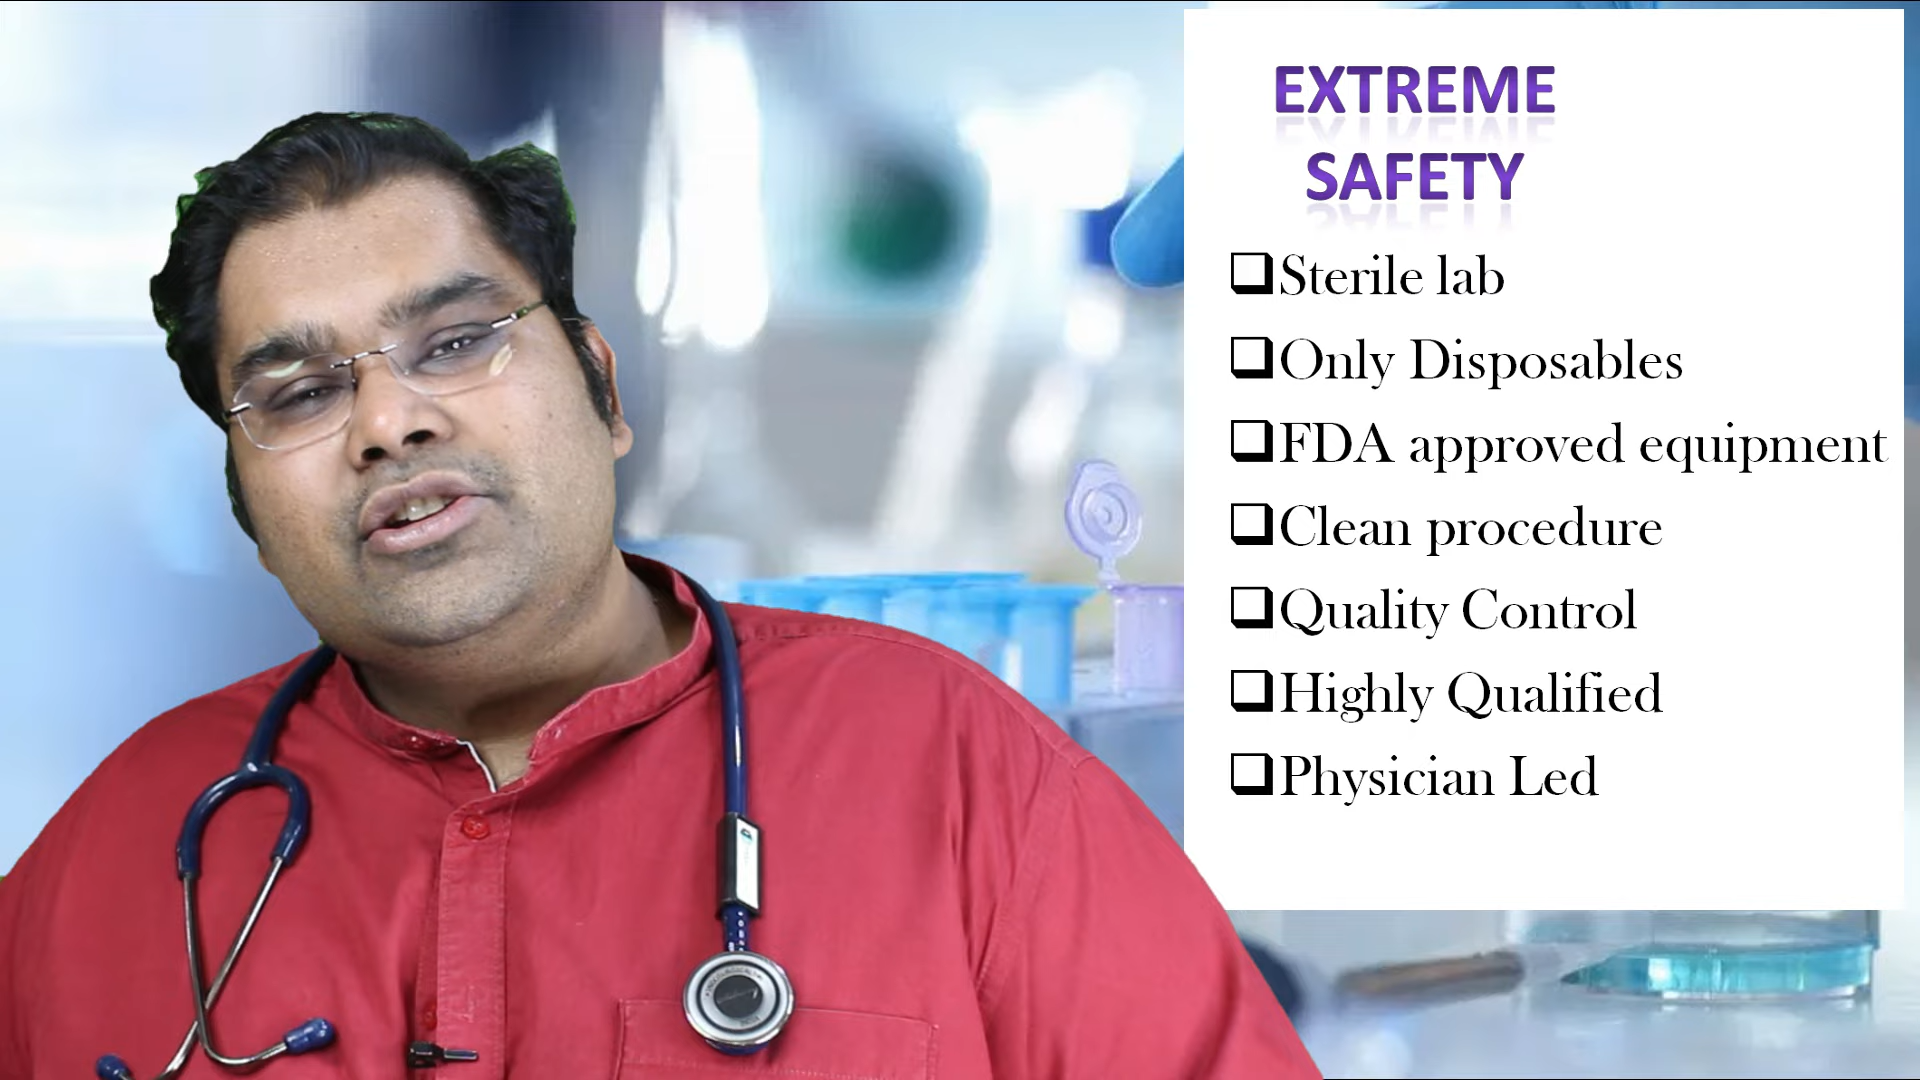 EXTREME
SAFETY
Sterile lab
Only Disposables
FDA approved equipment
Clean procedure
Quality Control
Highly Qualified
Physician Led